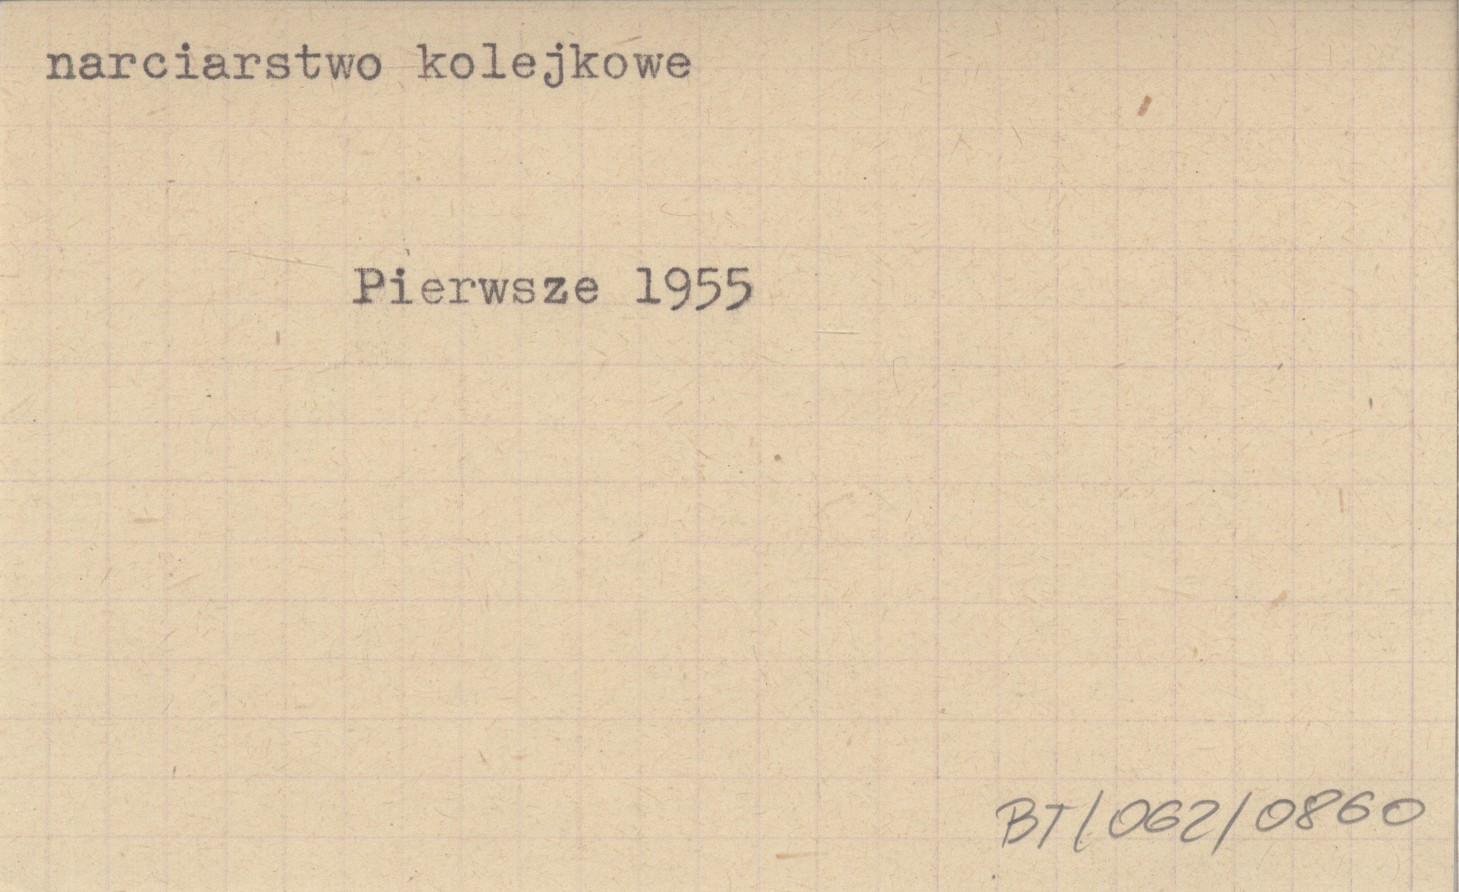 narciarstwo kolejkowe
Pierwsze 1955
BT/062/0860